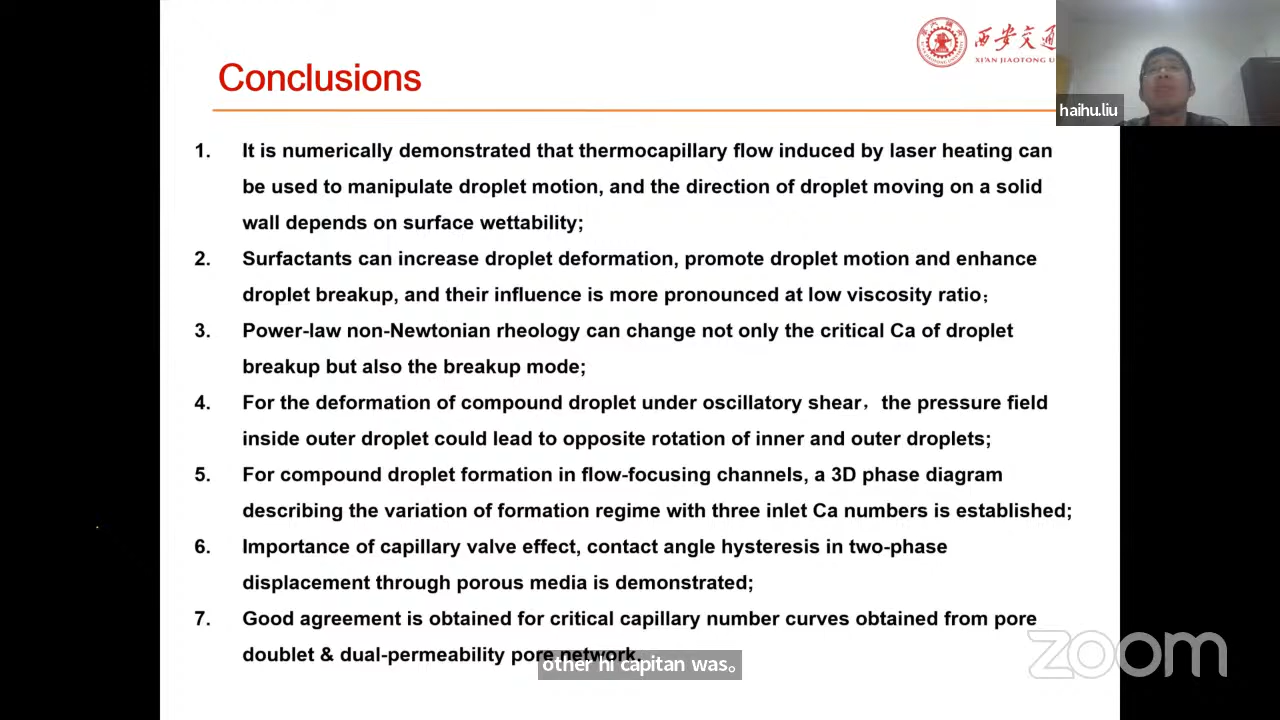 西安交通
XI'AN JIAOTONG U
Conclusions
haihu.liu
1. It is numerically demonstrated that thermocapillary flow induced by laser heating can
be used to manipulate droplet motion, and the direction of droplet moving on a solid
wall depends on surface wettability;
2. Surfactants can increase droplet deformation, promote droplet motion and enhance
droplet breakup, and their influence is more pronounced at low viscosity ratio；
3. Power-law non-Newtonian rheology can change not only the critical Ca of droplet
breakup but also the breakup mode;
4. For the deformation of compound droplet under oscillatory shear，the pressure field
inside outer droplet could lead to opposite rotation of inner and outer droplets;
5. For compound droplet formation in flow-focusing channels, a 3D phase diagram
describing the variation of formation regime with three inlet Ca numbers is established;
6. Importance of capillary valve effect, contact angle hysteresis in two-phase
displacement through porous media is demonstrated;
7. Good agreement is obtained for critical capillary number curves obtained from pore
doublet & dual-permeability pore network.
other hi capitan was。
zoom